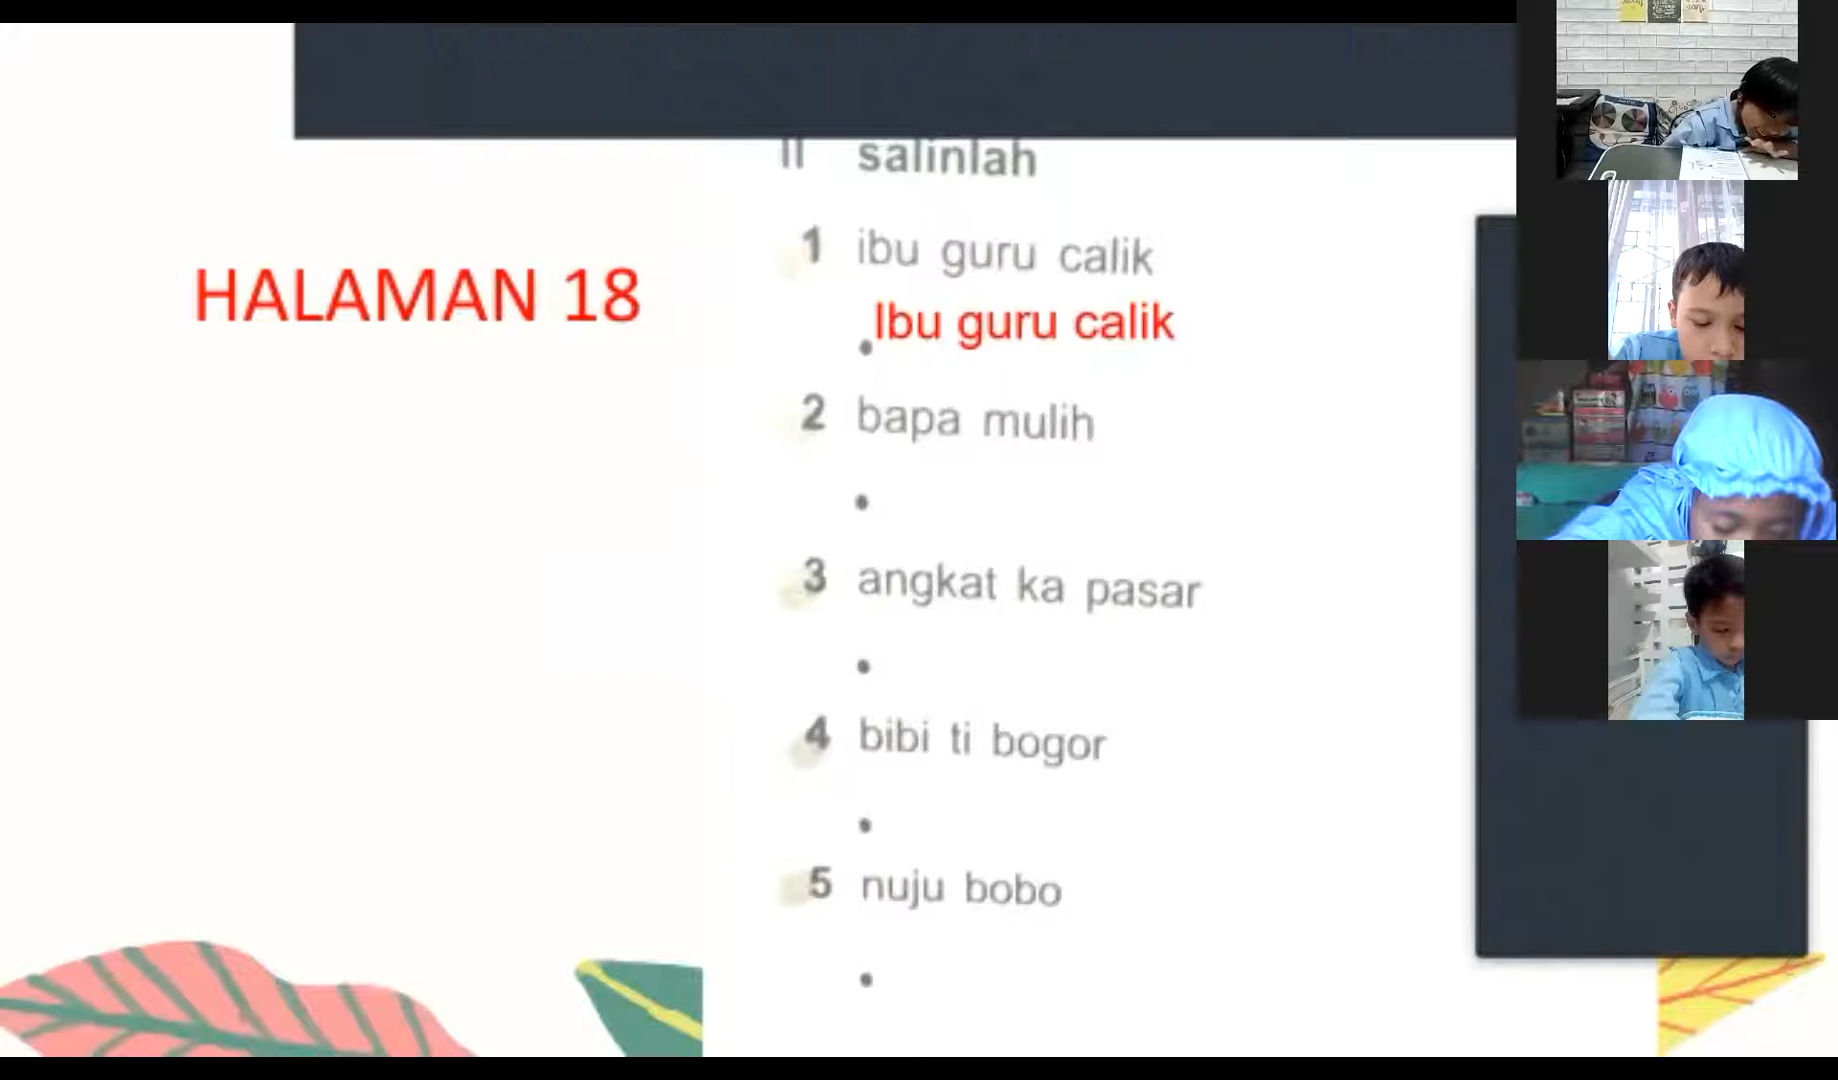 HALAMAN 18
II salinlah
1 ibu guru calik
Ibu guru calik
2 bapa mulih
3 angkat ka pasar
4 bibi ti bogor
5 nuju bobo